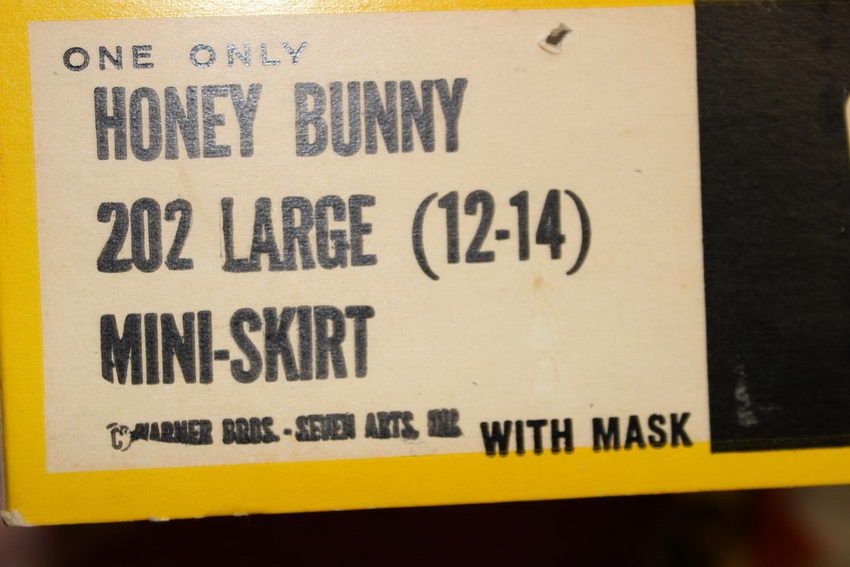 ONE ONLY
HONEY BUNNY
202 LARGE (12-14)
MINI-SKIRT
© WARNER BROS. - SEVEN ARTS, INC
WITH MASK